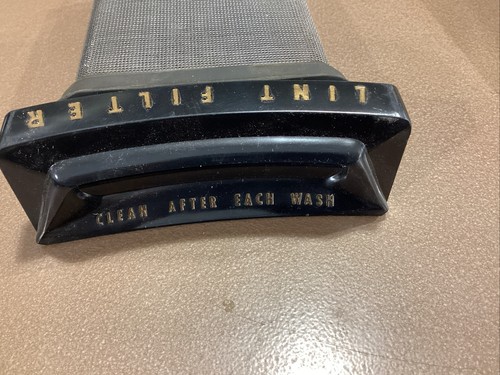 LINT FILTER
CLEAN AFTER EACH WASH